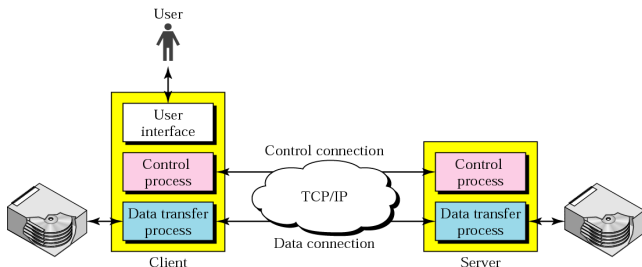 User
User
interface
Control connection
Control
process
Control
process
TCP/IP
Data transfer
process
Data transfer
process
Data connection
Client
Server